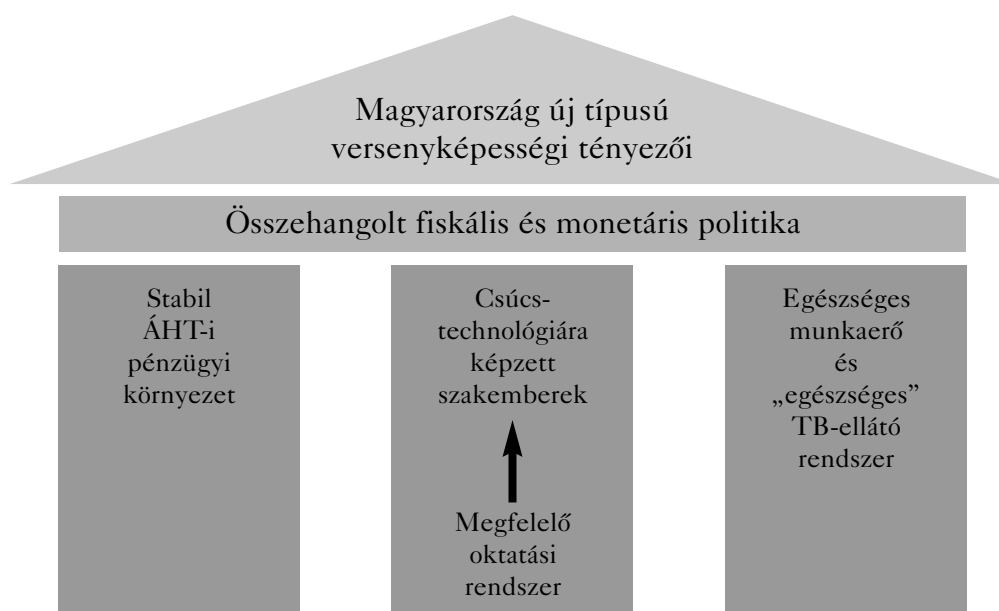 Magyarország új típusú
versenyképességi tényezői
Összehangolt fiskális és monetáris politika
Stabil
ÁHT-i
pénzügyi
környezet
Csúcs-
technológiára
képzett
szakemberek
Megfelelő
oktatási
rendszer
Egészséges
munkaerő
és
„egészséges”
TB-ellátó
rendszer